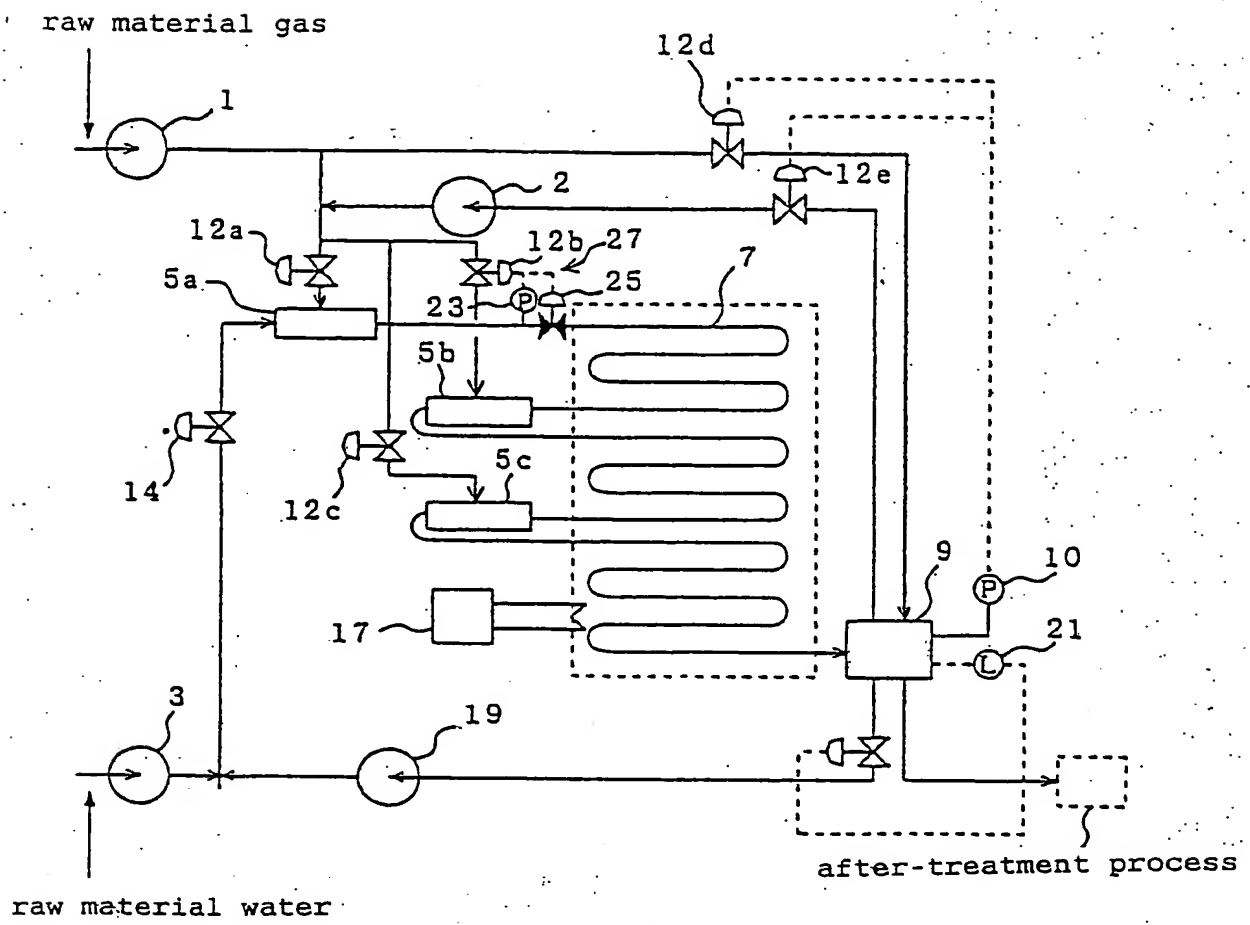 raw material gas
12d
1
2
12e
12a
12b
27
7
5a
23
P
25
5b
14
12c
5c
9
10
P
17
21
L
3
19
after-treatment process
raw material water